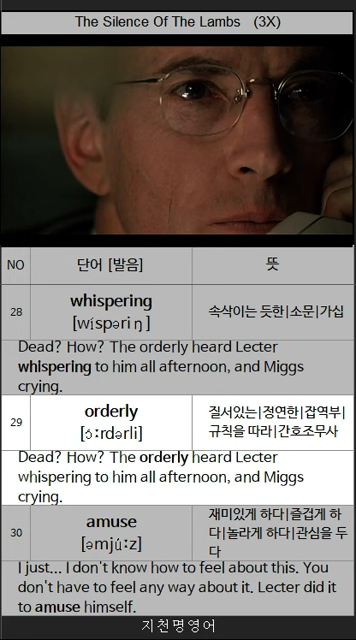 The Silence Of The Lambs (3X)
NO 단어 [발음] 뜻
28 whispering [wíspəriŋ] 속삭이는 듯한|소문|가십
Dead? How? The orderly heard Lecter
whispering to him all afternoon, and Miggs
crying.
29 orderly [ɔ́ːrdərli] 질서있는|정연한|잡역부|
규칙을 따라|간호조무사
Dead? How? The orderly heard Lecter
whispering to him all afternoon, and Miggs
crying.
30 amuse [əmjúːz] 재미있게 하다|즐겁게 하
다|놀라게 하다|관심을 두
다
I just... I don't know how to feel about this. You
don't have to feel any way about it. Lecter did it
to amuse himself.
지천명영어